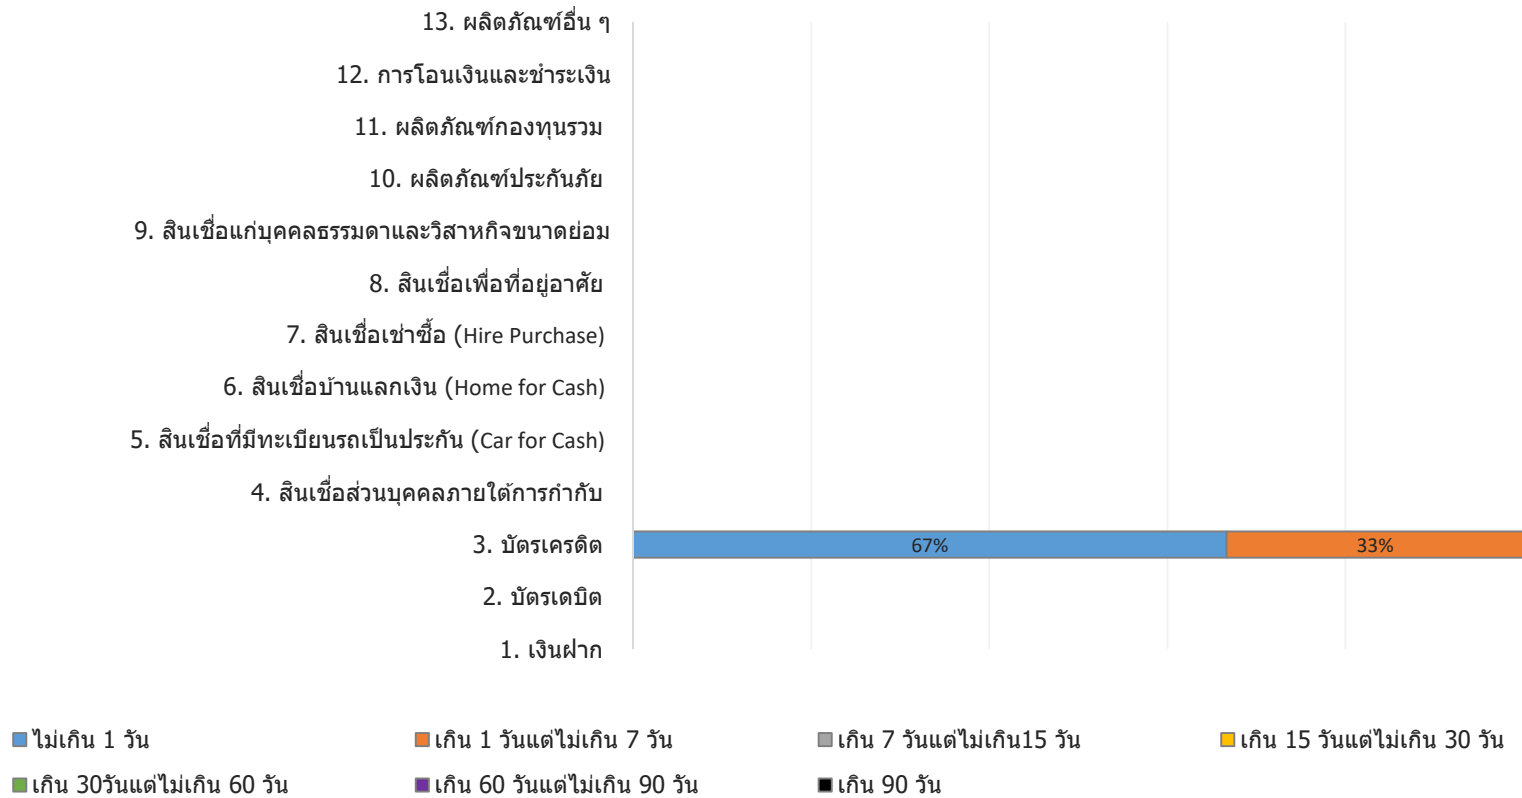 13. ผลิตภัณฑ์อื่น ๆ
12. การโอนเงินและชำระเงิน
11. ผลิตภัณฑ์กองทุนรวม
10. ผลิตภัณฑ์ประกันภัย
9. สินเชื่อแก่บุคคลธรรมดาและวิสาหกิจขนาดย่อม
8. สินเชื่อเพื่อที่อยู่อาศัย
7. สินเชื่อเช่าซื้อ (Hire Purchase)
6. สินเชื่อบ้านแลกเงิน (Home for Cash)
5. สินเชื่อที่มีทะเบียนรถเป็นประกัน (Car for Cash)
4. สินเชื่อส่วนบุคคลภายใต้การกำกับ
3. บัตรเครดิต 67% 33%
2. บัตรเดบิต
1. เงินฝาก
ไม่เกิน 1 วัน เกิน 1 วันแต่ไม่เกิน 7 วัน เกิน 7 วันแต่ไม่เกิน15 วัน เกิน 15 วันแต่ไม่เกิน 30 วัน
เกิน 30วันแต่ไม่เกิน 60 วัน เกิน 60 วันแต่ไม่เกิน 90 วัน เกิน 90 วัน